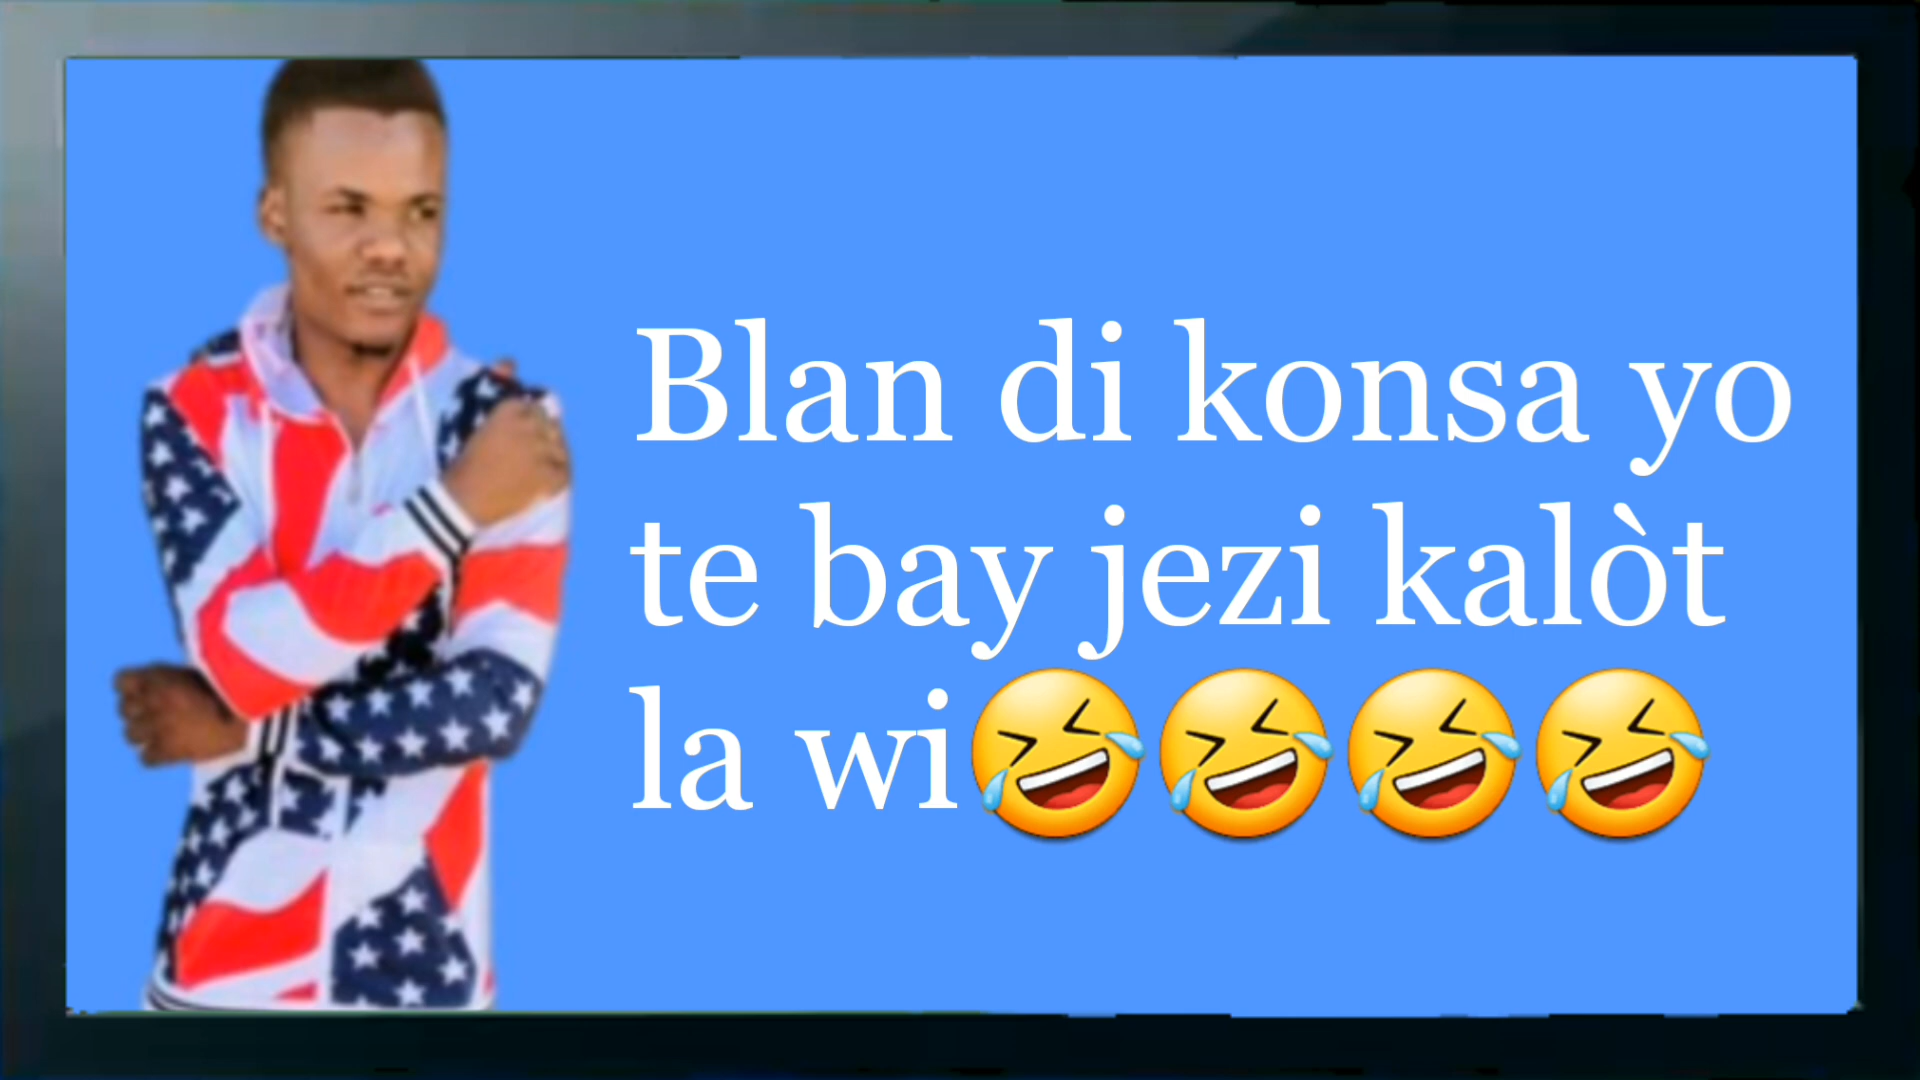 Blan di konsa yo
te bay jezi kalòt
la wi🤣🤣🤣🤣